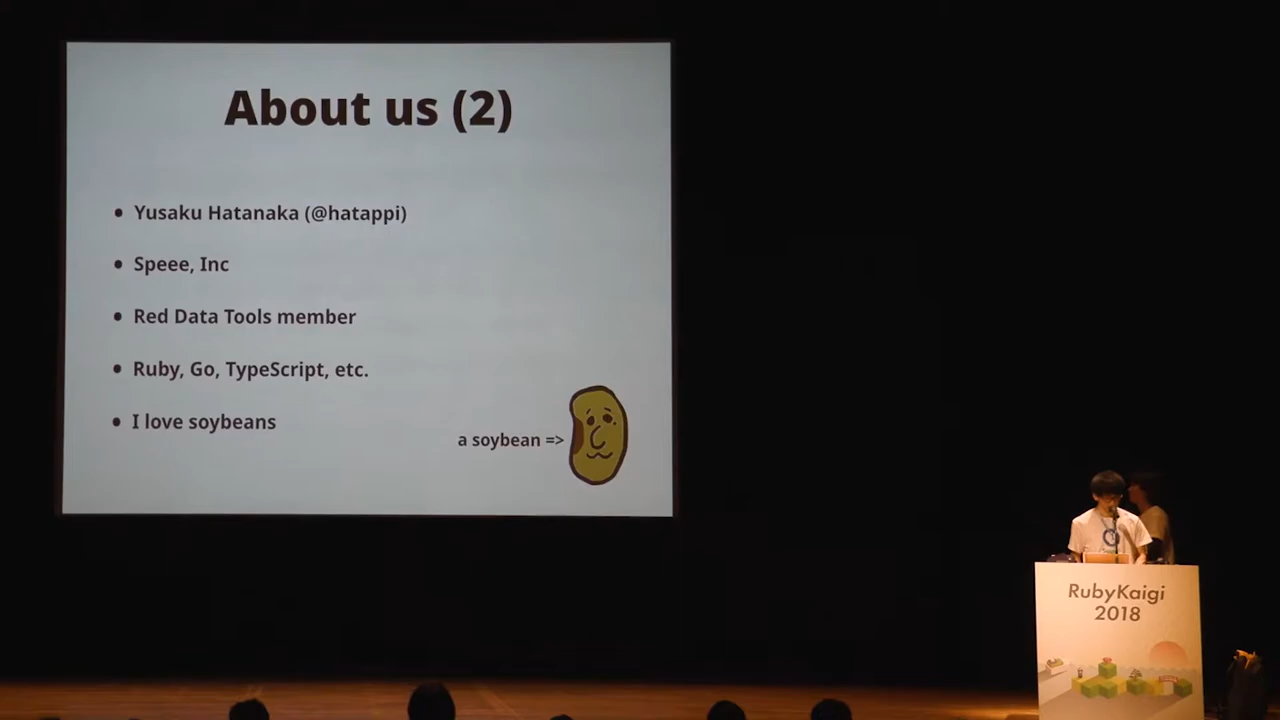 About us (2)
• Yusaku Hatanaka (@hatappi)
• Speee, Inc
• Red Data Tools member
• Ruby, Go, TypeScript, etc.
• I love soybeans
a soybean =>
RubyKaigi
2018